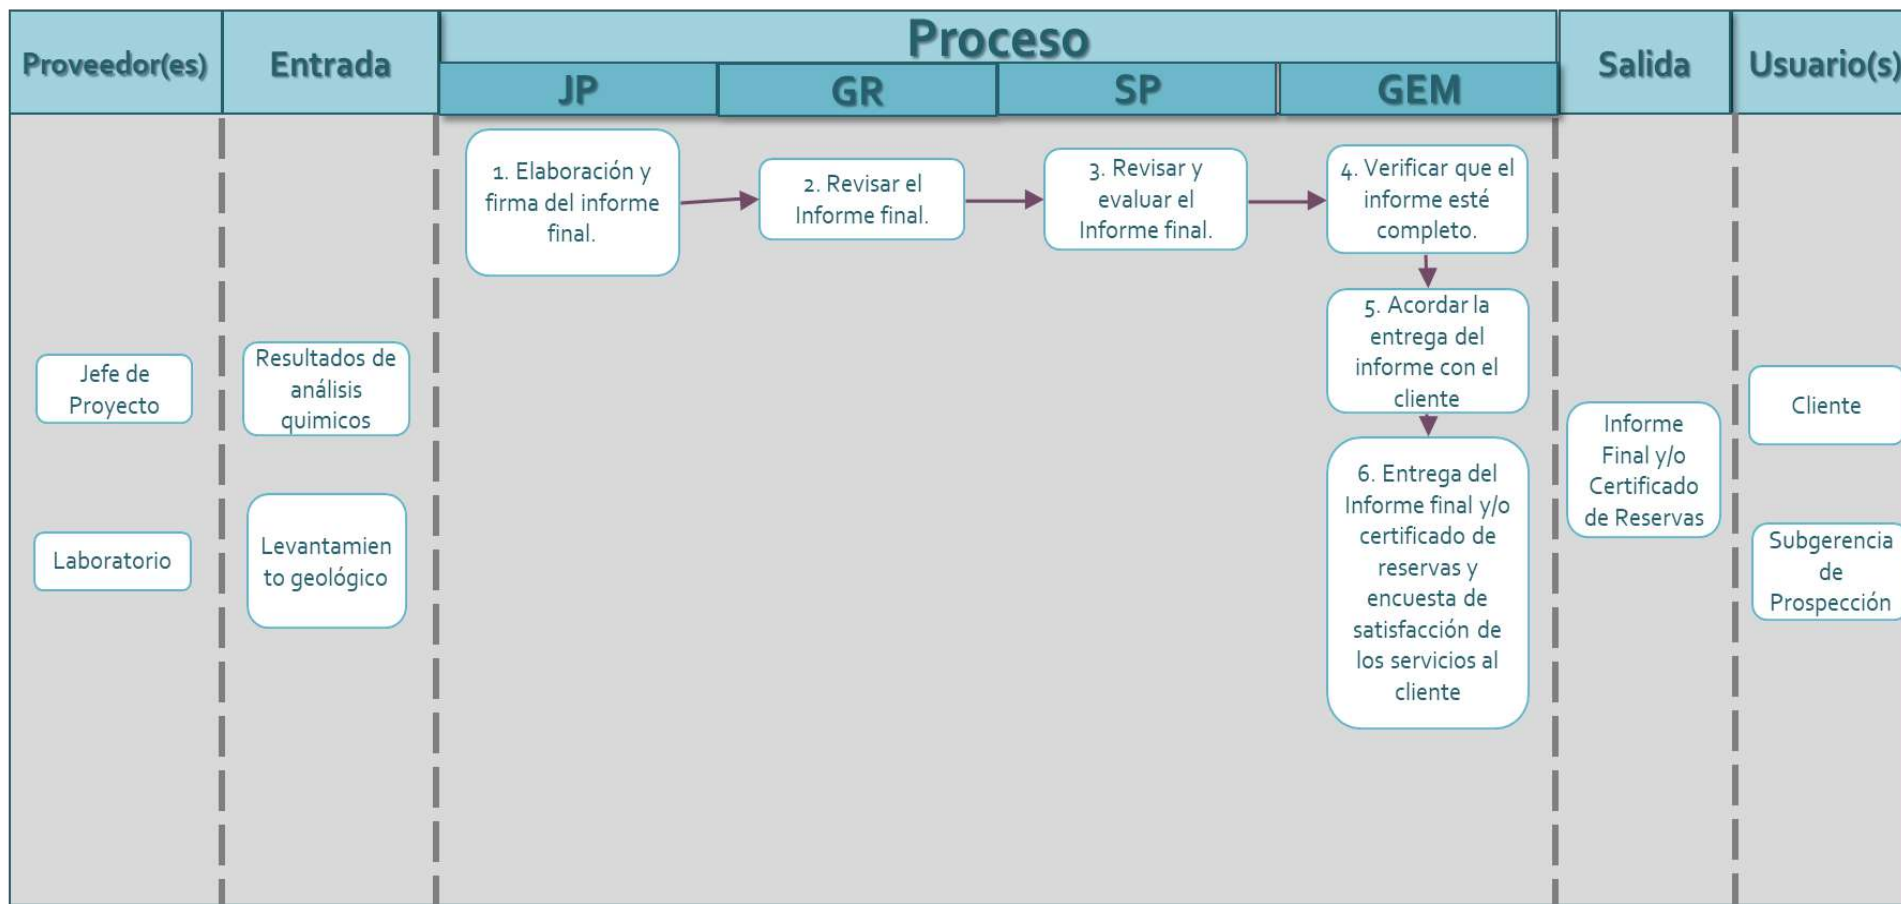 Proveedor(es)
Entrada
Proceso
JP
GR
SP
GEM
Salida
Usuario(s)
Jefe de
Proyecto
Laboratorio
Resultados de
análisis
quimicos
Levantamien
to geológico
1. Elaboración y
firma del informe
final.
2. Revisar el
Informe final.
3. Revisar y
evaluar el
Informe final.
4. Verificar que el
informe esté
completo.
5. Acordar la
entrega del
informe con el
cliente
6. Entrega del
Informe final y/o
certificado de
reservas y
encuesta de
satisfacción de
los servicios al
cliente
Informe
Final y/o
Certificado
de Reservas
Cliente
Subgerencia
de
Prospección